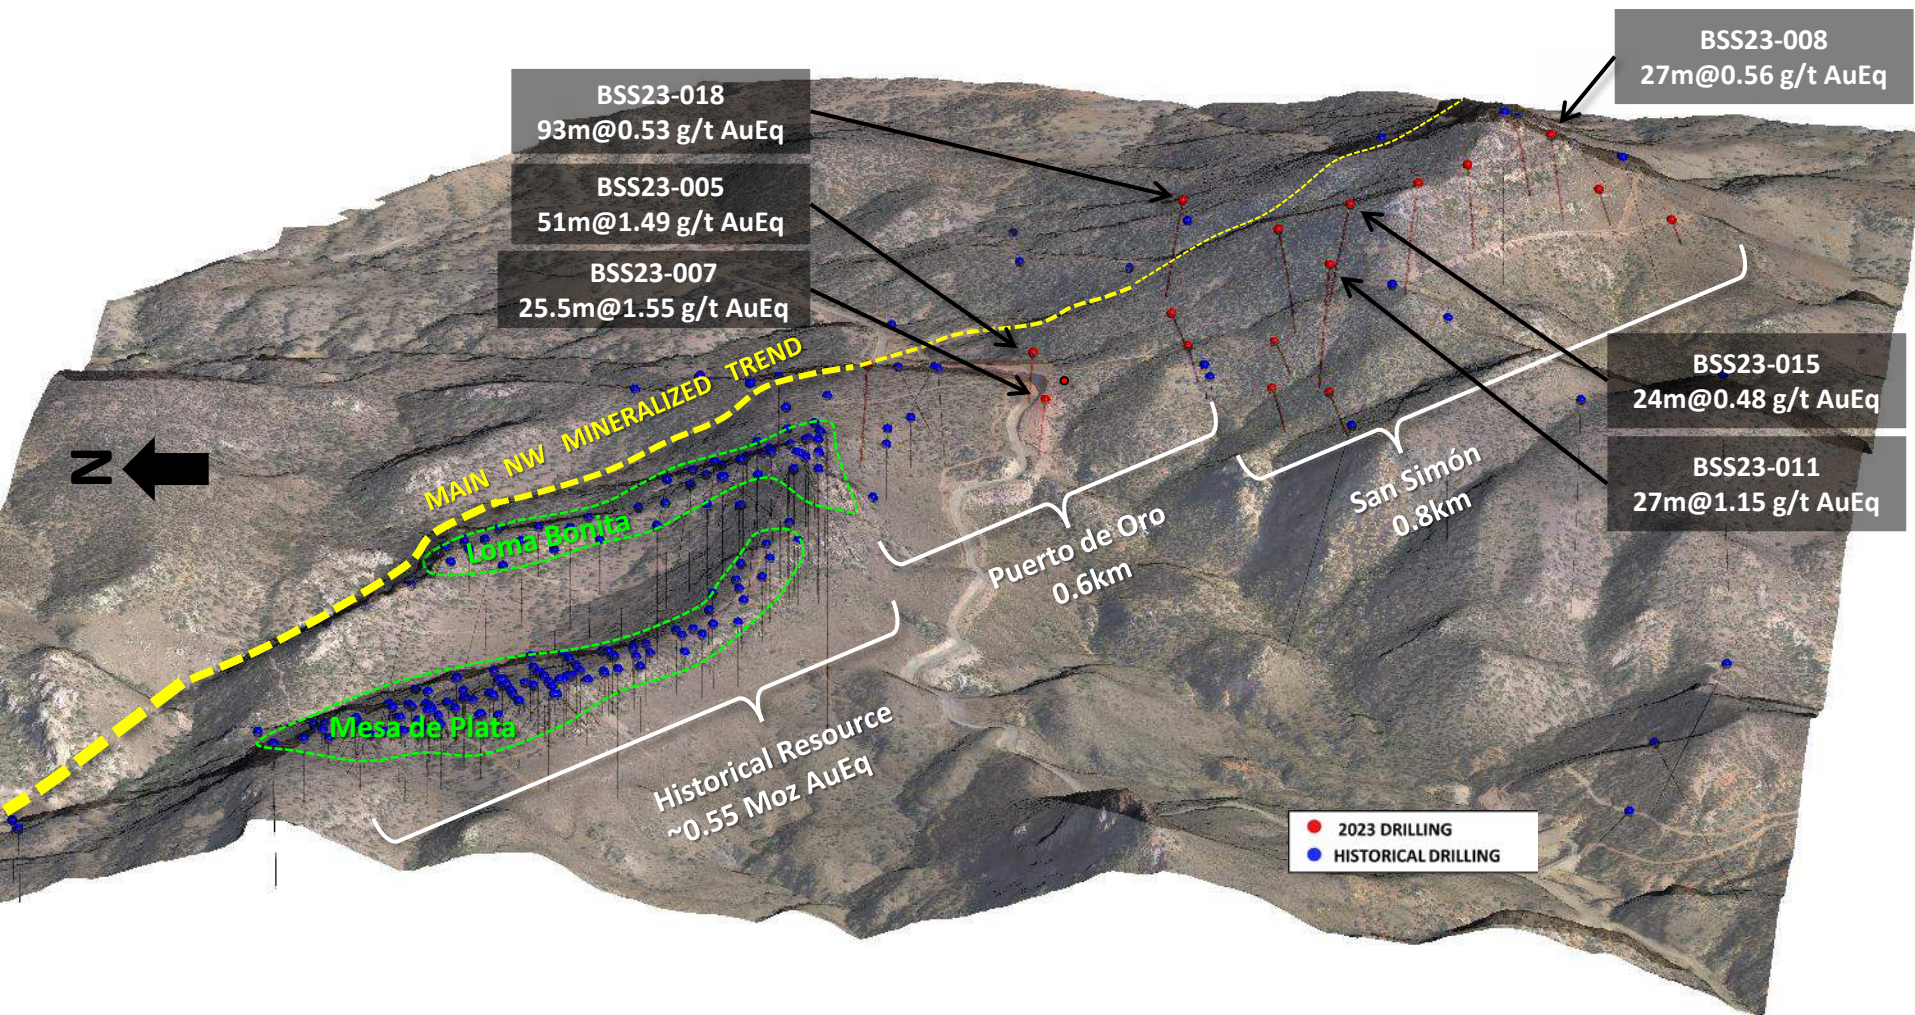 BSS23-008
27m@0.56 g/t AuEq
BSS23-018
93m@0.53 g/t AuEq
BSS23-005
51m@1.49 g/t AuEq
BSS23-007
25.5m@1.55 g/t AuEq
MAIN NW MINERALIZED TREND
N
BSS23-015
24m@0.48 g/t AuEq
BSS23-011
27m@1.15 g/t AuEq
Loma Bonita
San Simón
0.8km
Puerto de Oro
0.6km
Mesa de Plata
Historical Resource
~0.55 Moz AuEq
2023 DRILLING
HISTORICAL DRILLING